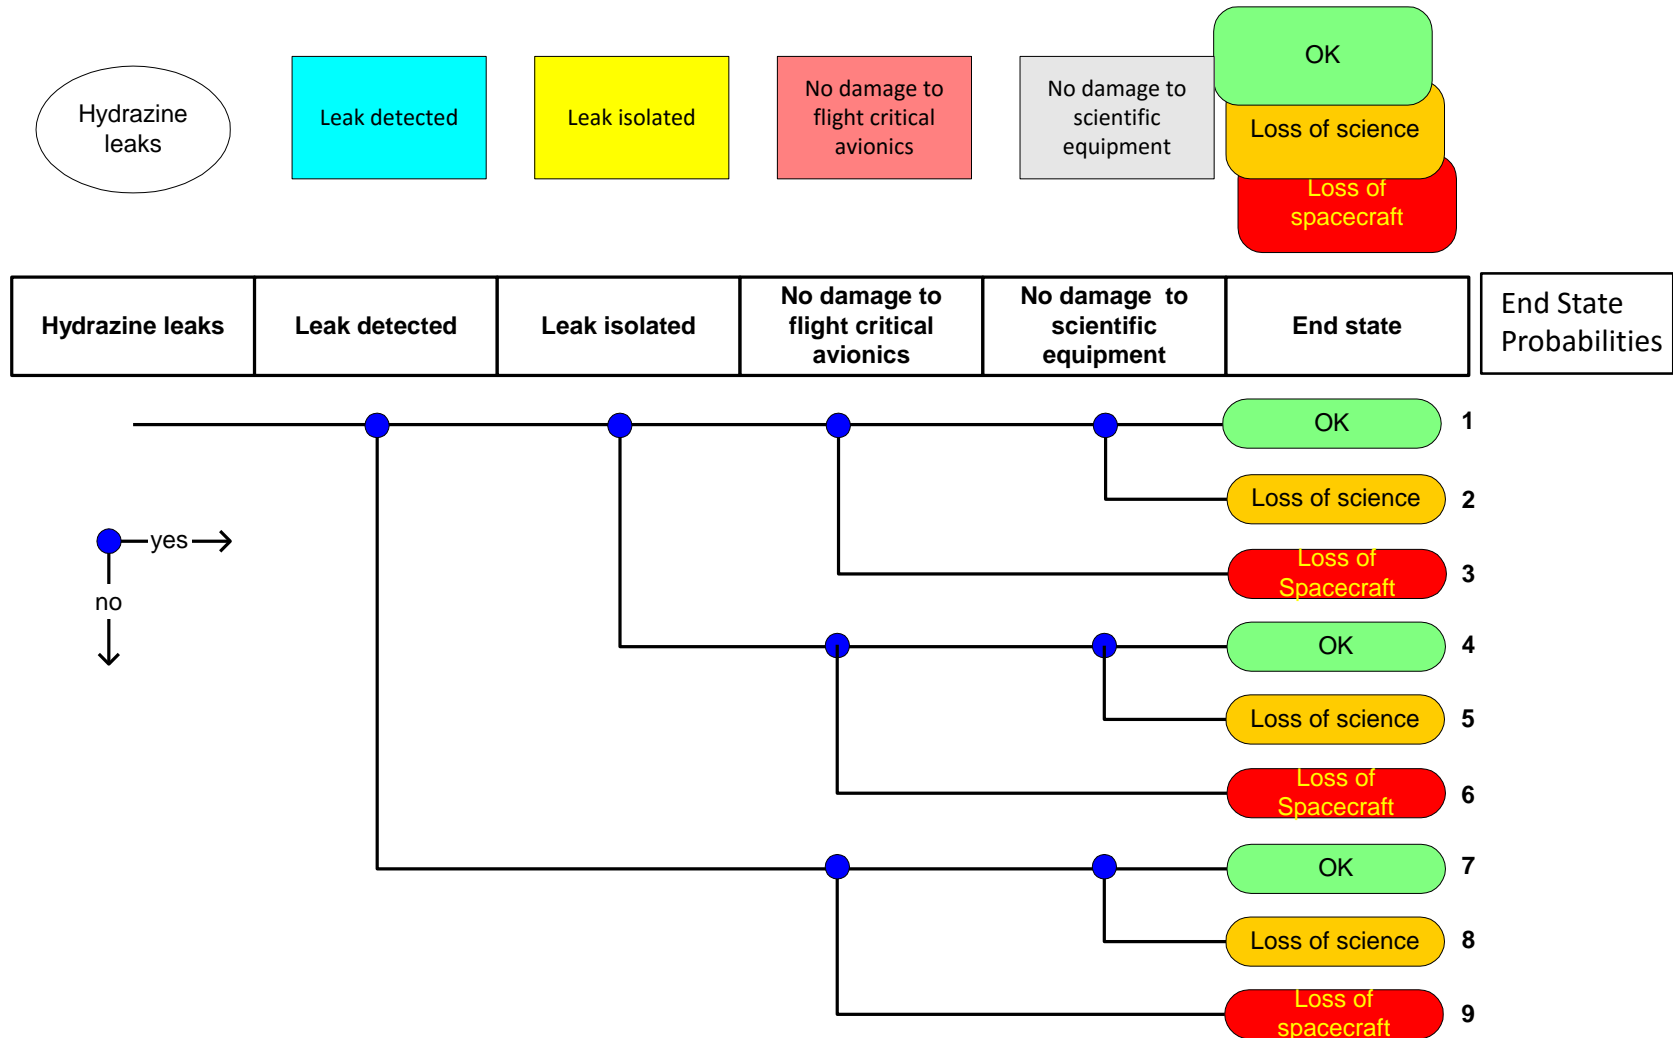 Hydrazine
leaks
Leak detected
Leak isolated
No damage to
flight critical
avionics
No damage to
scientific
equipment
OK
Loss of science
Loss of
spacecraft
Hydrazine leaks
Leak detected
Leak isolated
No damage to
flight critical
avionics
No damage to
scientific
equipment
End state
End State
Probabilities
OK
1
Loss of science
2
yes
no
Loss of
Spacecraft
3
OK
4
Loss of science
5
Loss of
Spacecraft
6
OK
7
Loss of science
8
Loss of
spacecraft
9